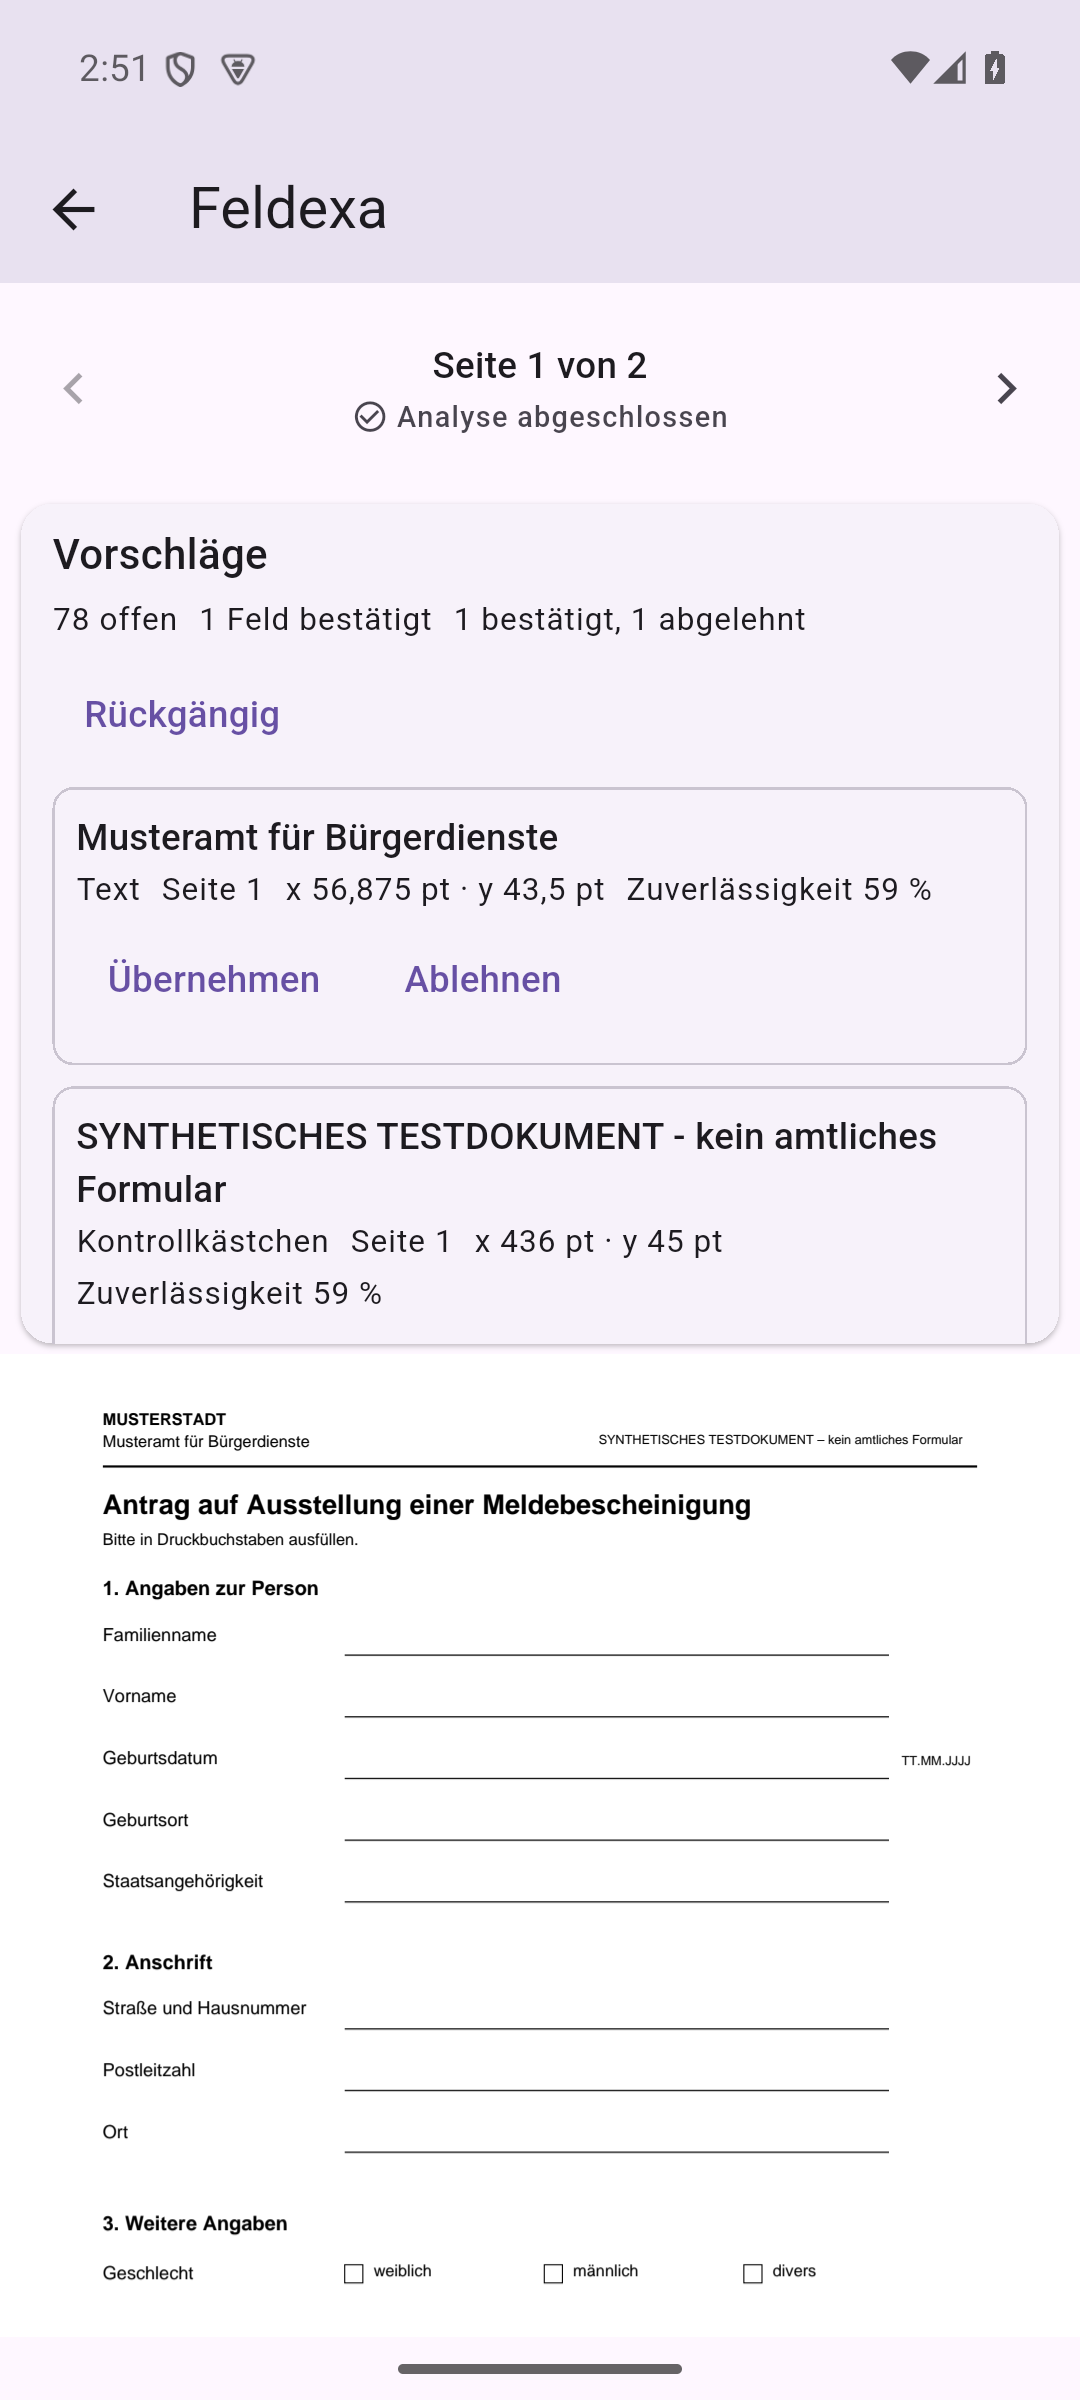 2:51
Feldexa
Seite 1 von 2
Analyse abgeschlossen
Vorschläge
78 offen 1 Feld bestätigt 1 bestätigt, 1 abgelehnt
Rückgängig
Musteramt für Bürgerdienste
Text Seite 1 x 56,875 pt · y 43,5 pt Zuverlässigkeit 59 %
Übernehmen Ablehnen
SYNTHETISCHES TESTDOKUMENT - kein amtliches
Formular
Kontrollkästchen Seite 1 x 436 pt · y 45 pt
Zuverlässigkeit 59 %
MUSTERSTADT
Musteramt für Bürgerdienste
SYNTHETISCHES TESTDOKUMENT – kein amtliches Formular
Antrag auf Ausstellung einer Meldebescheinigung
Bitte in Druckbuchstaben ausfüllen.
1. Angaben zur Person
Familienname
Vorname
Geburtsdatum TT.MM.JJJJ
Geburtsort
Staatsangehörigkeit
2. Anschrift
Straße und Hausnummer
Postleitzahl
Ort
3. Weitere Angaben
Geschlecht weiblich männlich divers